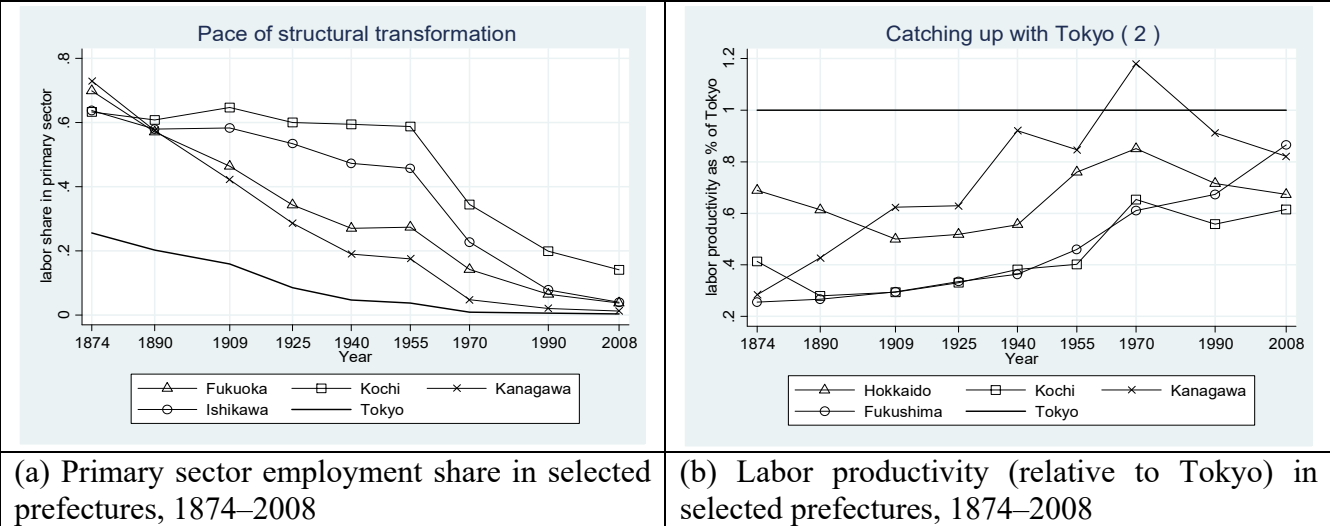 Pace of structural transformation
labor share in primary sector
.8
.6
.4
.2
0
1874 1890 1909 1925 1940 1955 1970 1990 2008
Year
Fukuoka Kochi Kanagawa
Ishikawa Tokyo
(a) Primary sector employment share in selected
prefectures, 1874–2008
Catching up with Tokyo ( 2 )
labor productivity as % of Tokyo
1.2
1
.8
.6
.4
.2
1874 1890 1909 1925 1940 1955 1970 1990 2008
Year
Hokkaido Kochi Kanagawa
Fukushima Tokyo
(b) Labor productivity (relative to Tokyo) in
selected prefectures, 1874–2008